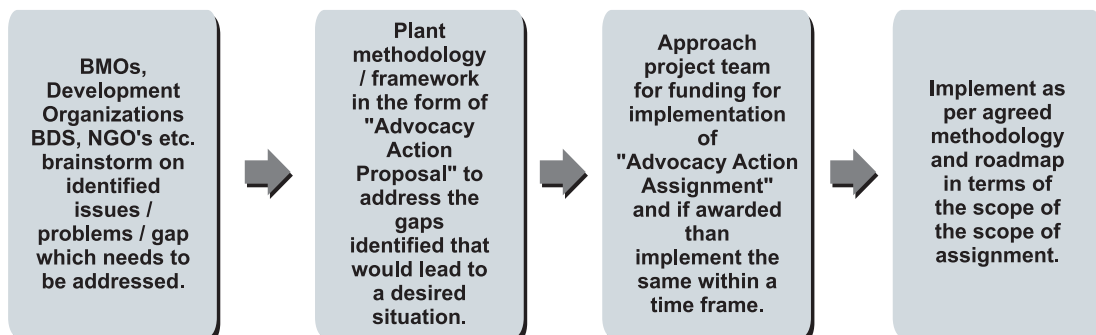 BMOs,
Development
Organizations
BDS, NGO's etc.
brainstorm on
identified
issues /
problems / gap
which needs to
be addressed.
Plant
methodology
/ framework
in the form of
"Advocacy
Action
Proposal" to
address the
gaps
identified that
would lead to
a desired
situation.
Approach
project team
for funding for
implementation
of
"Advocacy Action
Assignment"
and if awarded
than
implement the
same within a
time frame.
Implement as
per agreed
methodology
and roadmap
in terms of
the scope of
the scope of
assignment.